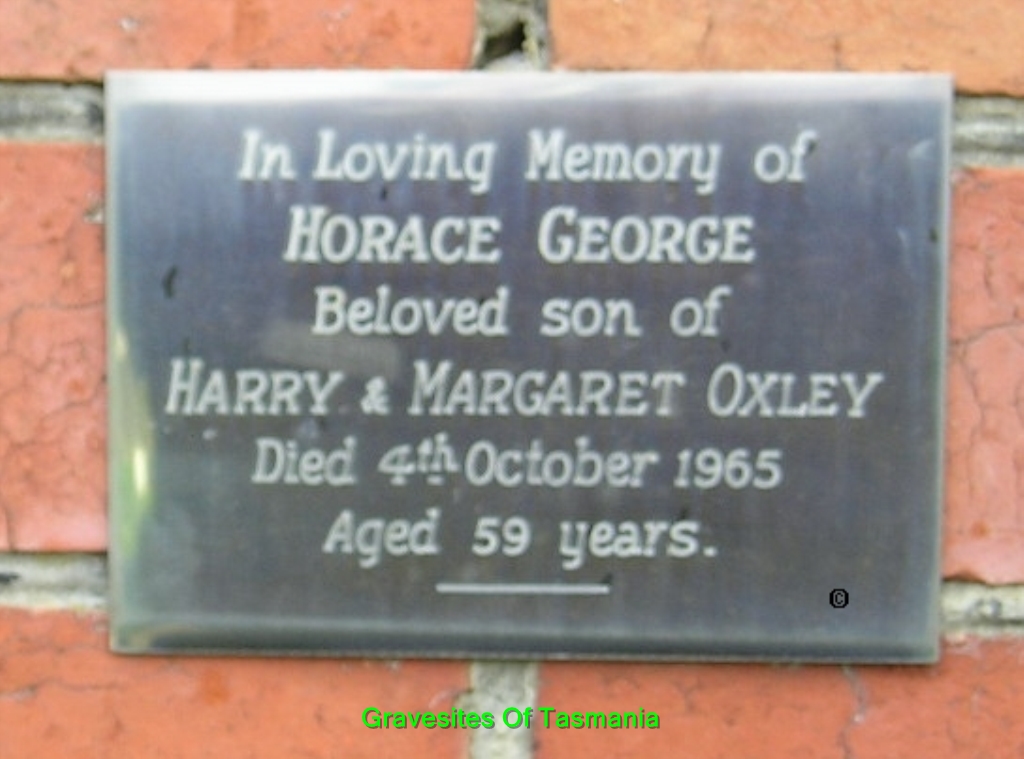 In Loving Memory of
HORACE GEORGE
Beloved son of
HARRY & MARGARET OXLEY
Died 4th October 1965
Aged 59 years.
©
Gravesites Of Tasmania